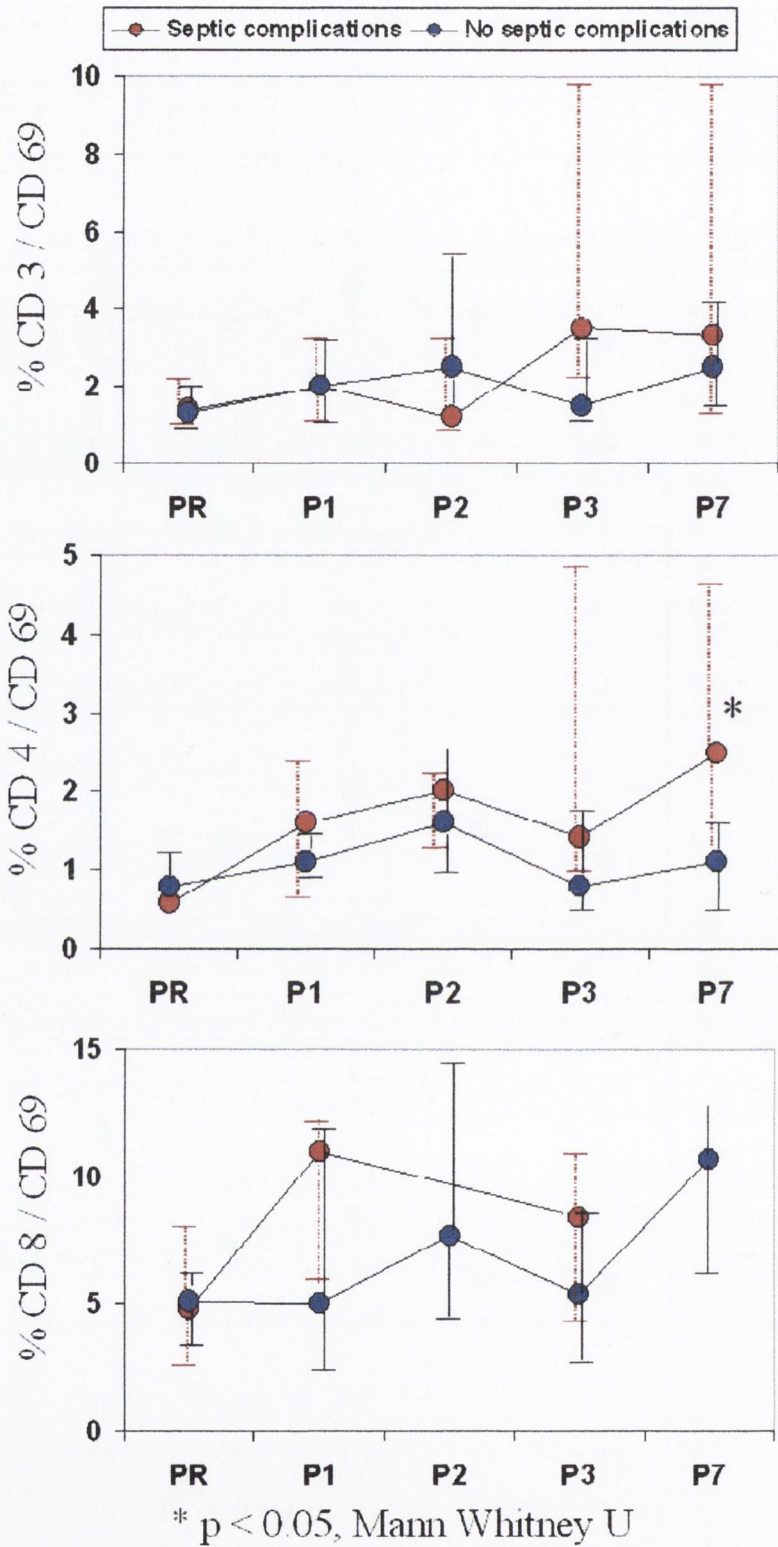 Septic complications No septic complications
% CD 3 / CD 69
10
8
6
4
2
0
PR P1 P2 P3 P7
% CD 4 / CD 69
5
4
3
2
1
0
*
PR P1 P2 P3 P7
% CD 8 / CD 69
15
10
5
0
PR P1 P2 P3 P7
* p < 0.05, Mann Whitney U